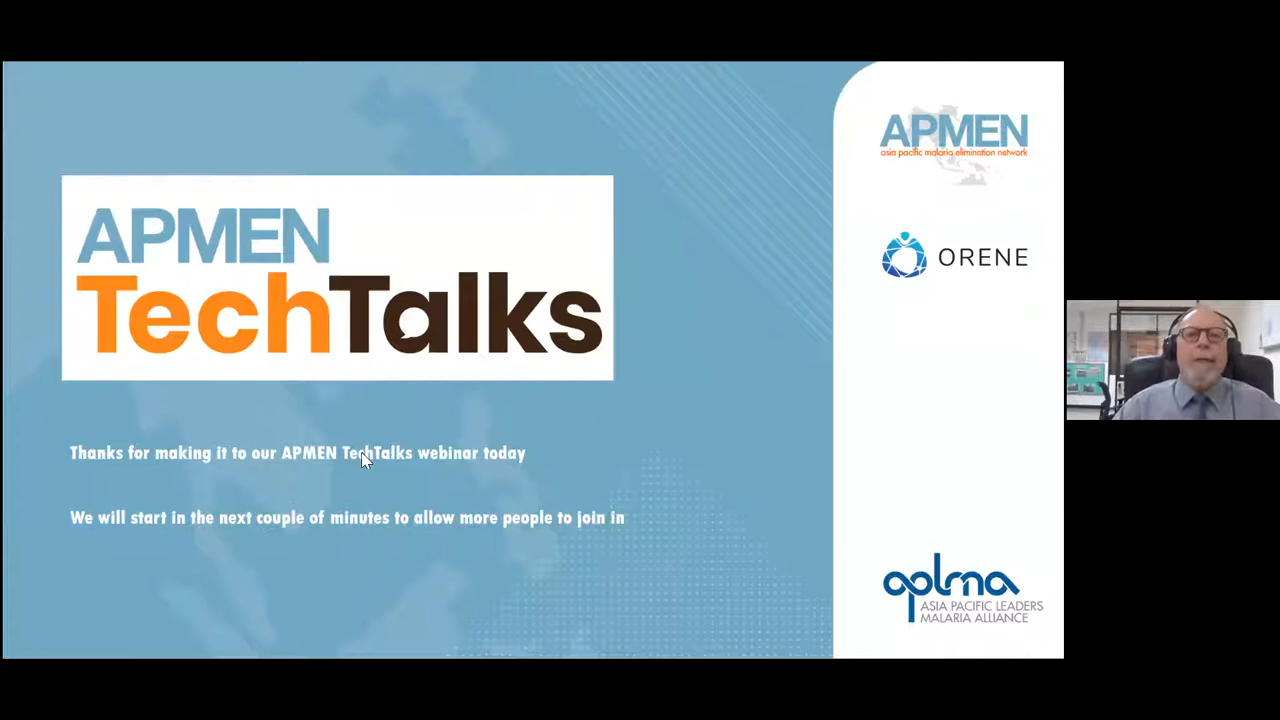 APMEN
TechTalks
Thanks for making it to our APMEN TechTalks webinar today
We will start in the next couple of minutes to allow more people to join in
APMEN
asia pacific malaria elimination network
ORENE
aplma
ASIA PACIFIC LEADERS
MALARIA ALLIANCE